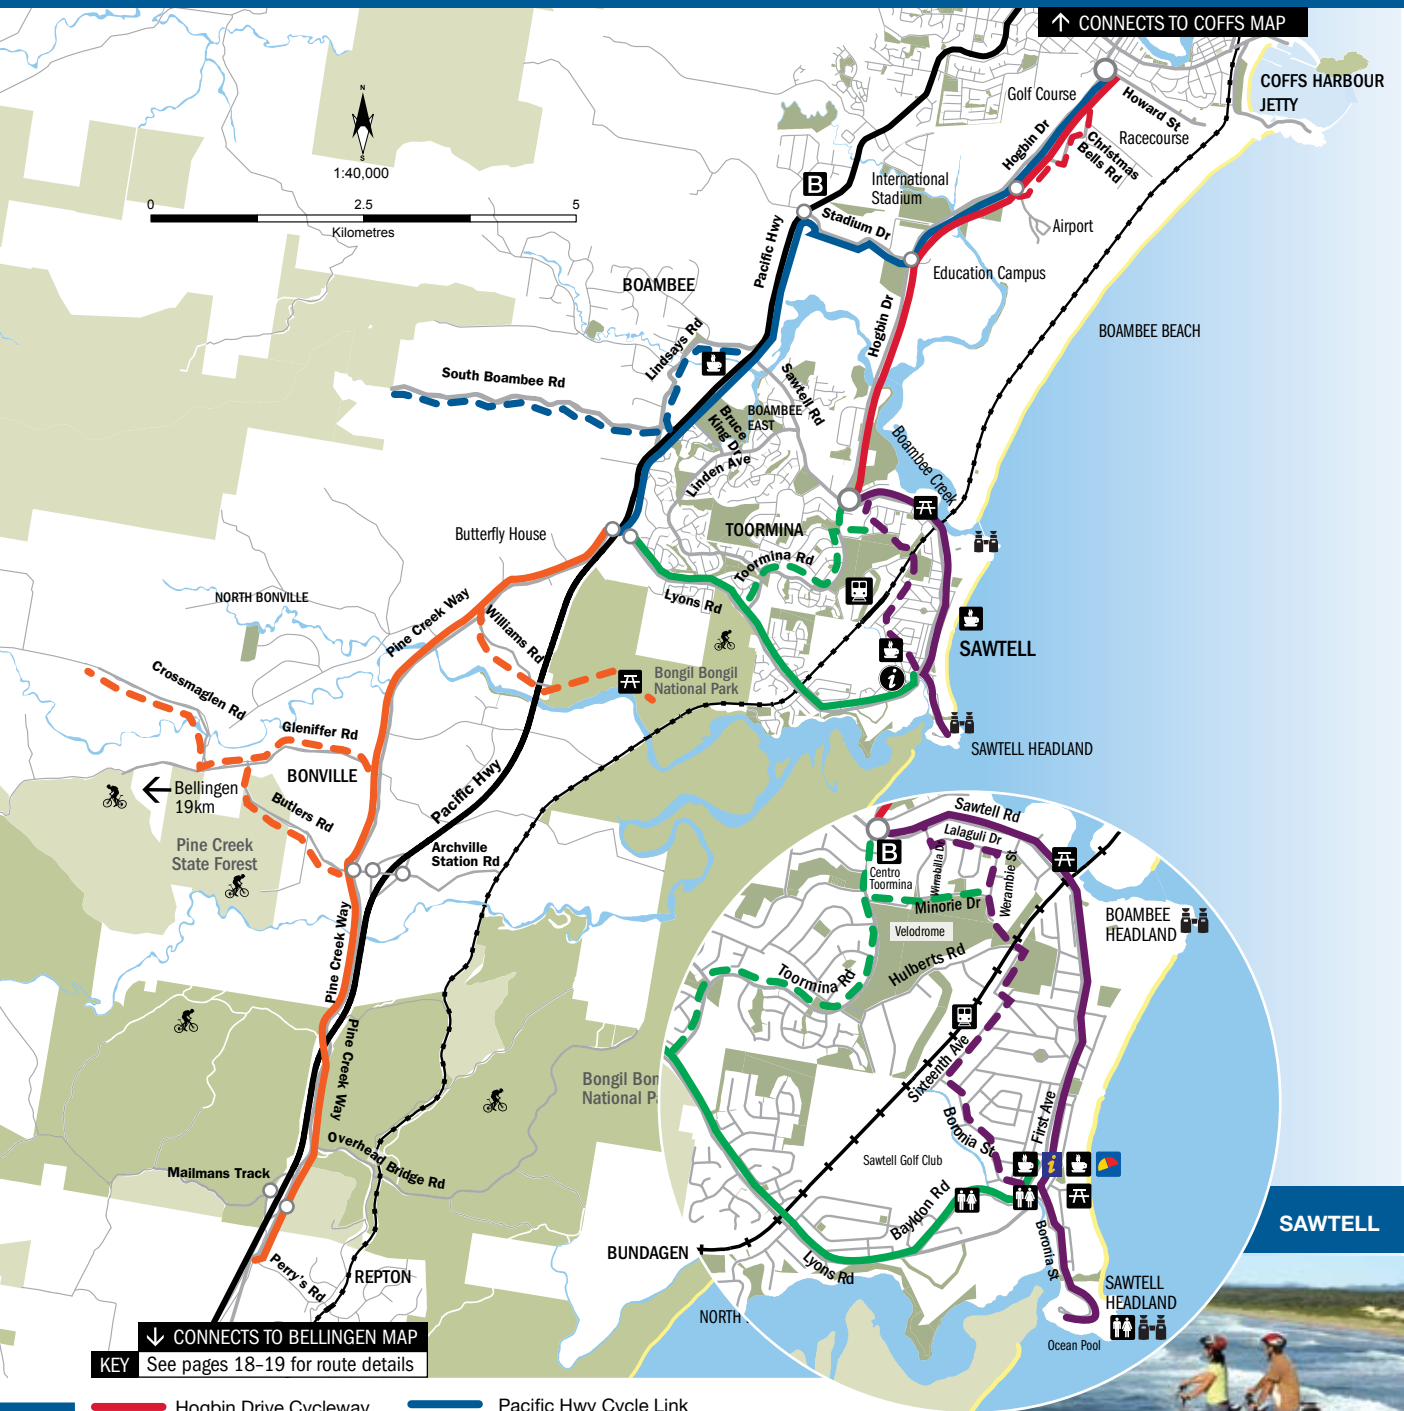 CONNECTS TO COFFS MAP
COFFS HARBOUR
JETTY
Golf Course
Howard St
Racecourse
Hogbin Dr
Christmas
Bells Rd
N
S
1:40,000
0 2.5 5
Kilometres
B
International
Stadium
Stadium Dr
Airport
Pacific Hwy
Education Campus
BOAMBEE
Hogbin Dr
BOAMBEE BEACH
Lindsays Rd
South Boambee Rd
Sawtell Rd
BOAMBEE
EAST
Bruce
King Dr
Linden Ave
Boambee Creek
Butterfly House
TOORMINA
Toormina Rd
NORTH BONVILLE
Pine Creek Way
Williams Rd
Lyons Rd
SAWTELL
i
Bongil Bongil
National Park
Crossmaglen Rd
Gleniffer Rd
SAWTELL HEADLAND
BONVILLE
Bellingen
19km
Butlers Rd
Pacific Hwy
Pine Creek
State Forest
Archville
Station Rd
Sawtell Rd
Lalaguli Dr
B
Wirrabilla Dr
Werambie St
Centro
Toormina
Minorie Dr
Velodrome
BOAMBEE
HEADLAND
Hulberts Rd
Toormina Rd
Pine Creek Way
Pine Creek Way
Sixteenth Ave
Bongil Bon
National P
Boronia St
First Ave
Overhead Bridge Rd
Mailmans Track
Sawtell Golf Club
i
Bayldon Rd
SAWTELL
Boronia St
BUNDAGEN
Lyons Rd
Perry's Rd
REPTON
SAWTELL
HEADLAND
NORTH
Ocean Pool
CONNECTS TO BELLINGEN MAP
KEY See pages 18–19 for route details
Hogbin Drive Cycleway
Pacific Hwy Cycle Link